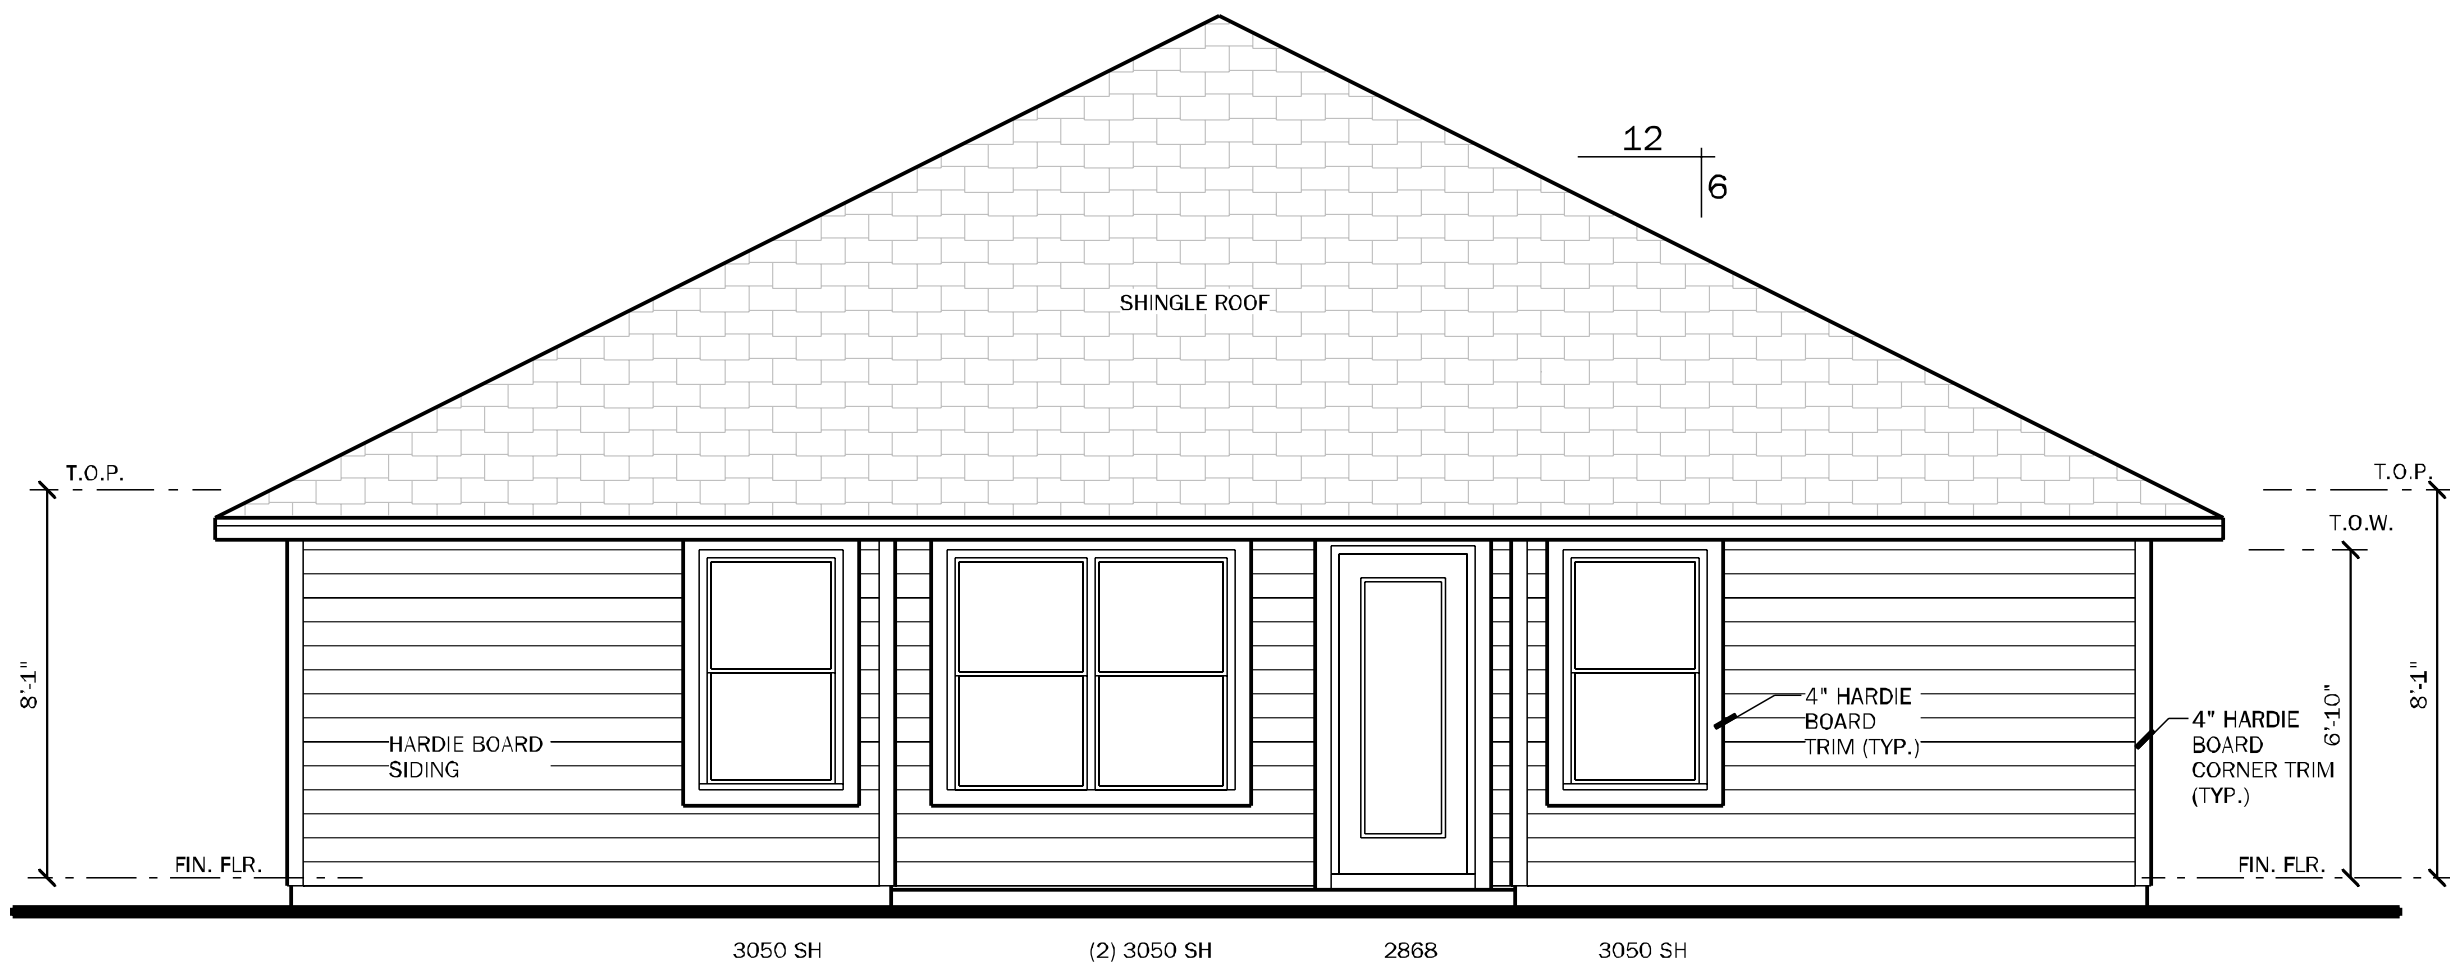 12
6
SHINGLE ROOF
T.O.P.
T.O.P.
T.O.W.
8'-1"
HARDIE BOARD
SIDING
4" HARDIE
BOARD
TRIM (TYP.)
4" HARDIE
BOARD
CORNER TRIM
(TYP.)
6'-10"
8'-1"
FIN. FLR.
FIN. FLR.
3050 SH
(2) 3050 SH
2868
3050 SH